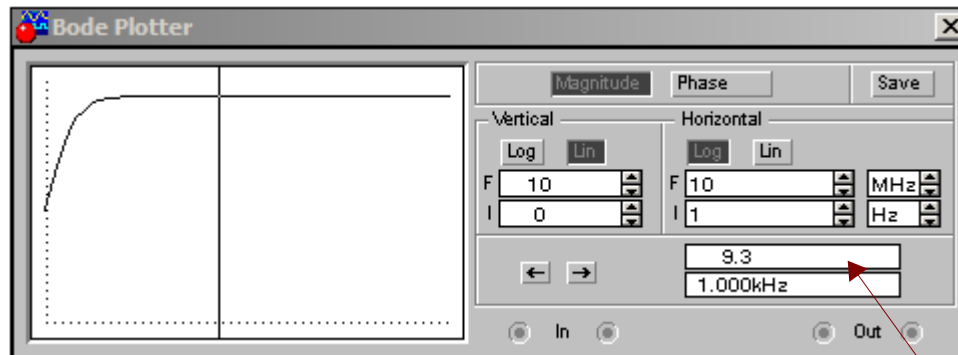 Bode Plotter
Magnitude Phase Save
Vertical Horizontal
Log Lin Log Lin
F 10 F 10 MHz
I 0 I 1 Hz
← → 9.3
1.000kHz
In Out